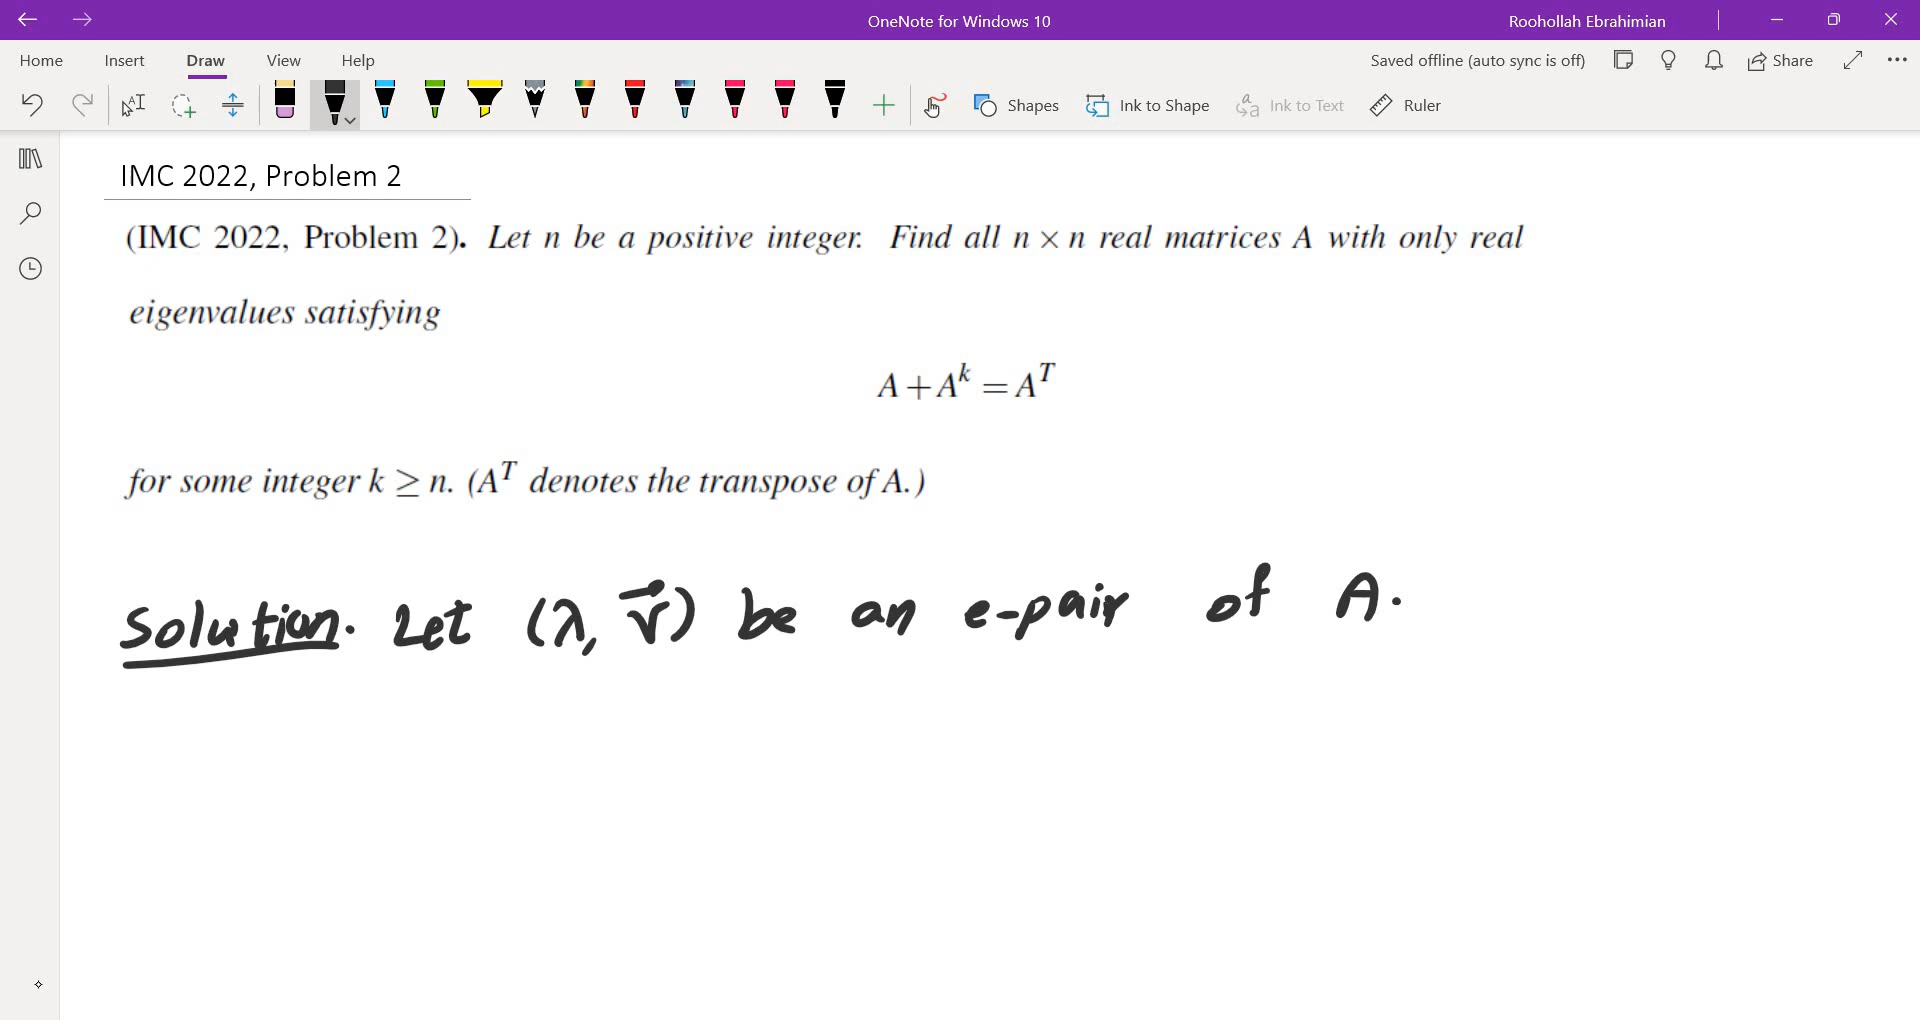 OneNote for Windows 10
Roohollah Ebrahimian
Home Insert Draw View Help
Saved offline (auto sync is off) Share
Shapes Ink to Shape Ink to Text Ruler
IMC 2022, Problem 2
(IMC 2022, Problem 2). Let n be a positive integer. Find all n × n real matrices A with only real
eigenvalues satisfying
A + A^k = A^T
for some integer k ≥ n. (A^T denotes the transpose of A.)
Solution. Let (λ, v⃗) be an e-pair of A.